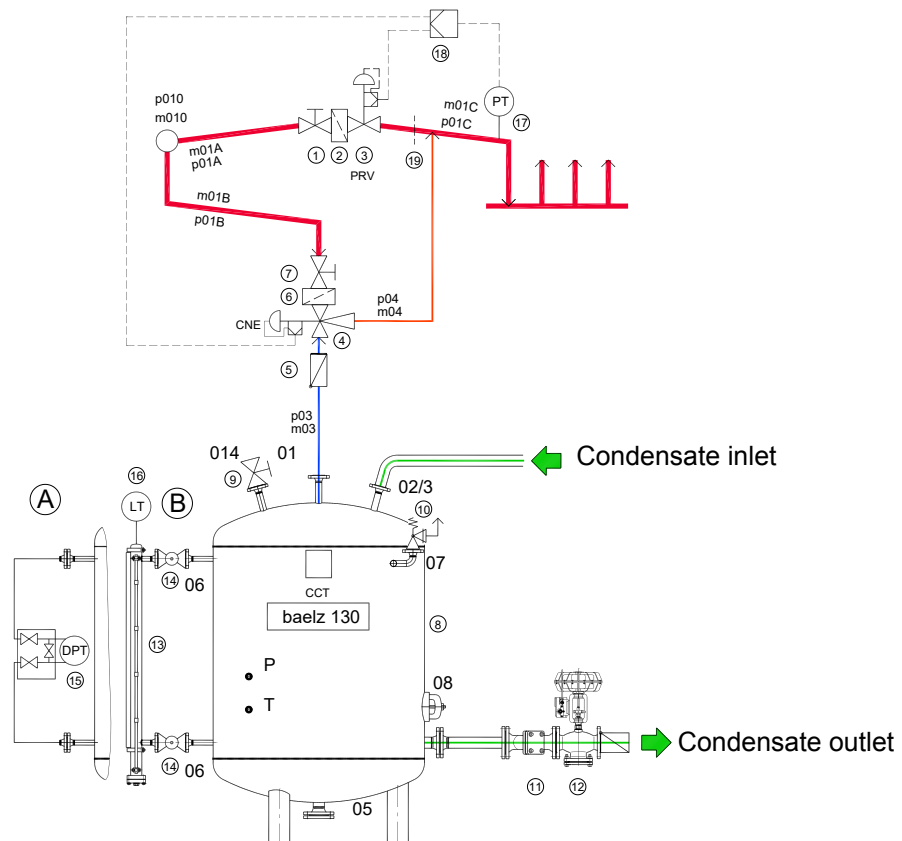 18
p010
m010
m01C
p01C
PT
17
m01A
p01A
1
2
3
19
PRV
m01B
p01B
7
6
p04
m04
CNE
4
5
p03
m03
014
01
Condensate inlet
9
16
02/3
A
LT
B
10
07
14
06
CCT
baelz 130
8
13
DPT
15
P
T
08
Condensate outlet
14
06
11
12
05